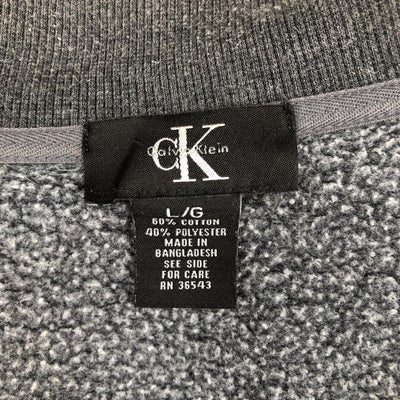 CK
Calvin Klein
L/G
60% COTTON
40% POLYESTER
MADE IN
BANGLADESH
SEE SIDE
FOR CARE
RN 36543